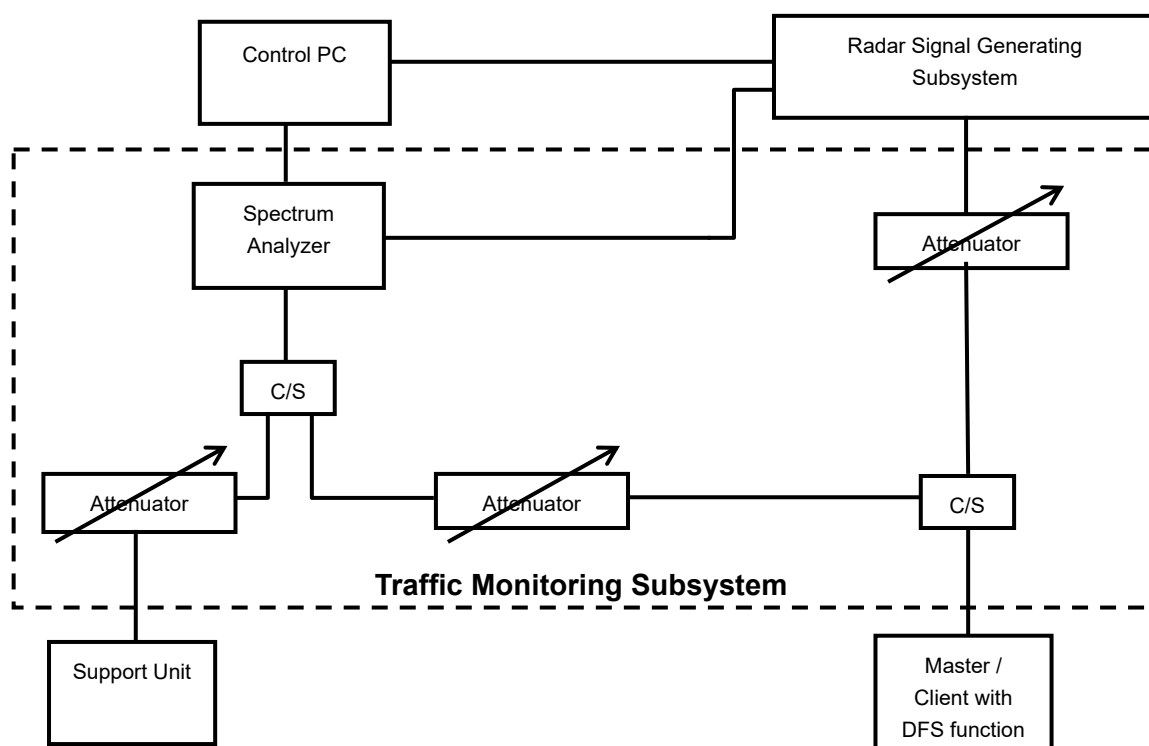 Control PC
Radar Signal Generating
Subsystem
Spectrum
Analyzer
Attenuator
C/S
Attenuator
Attenuator
C/S
Traffic Monitoring Subsystem
Support Unit
Master /
Client with
DFS function